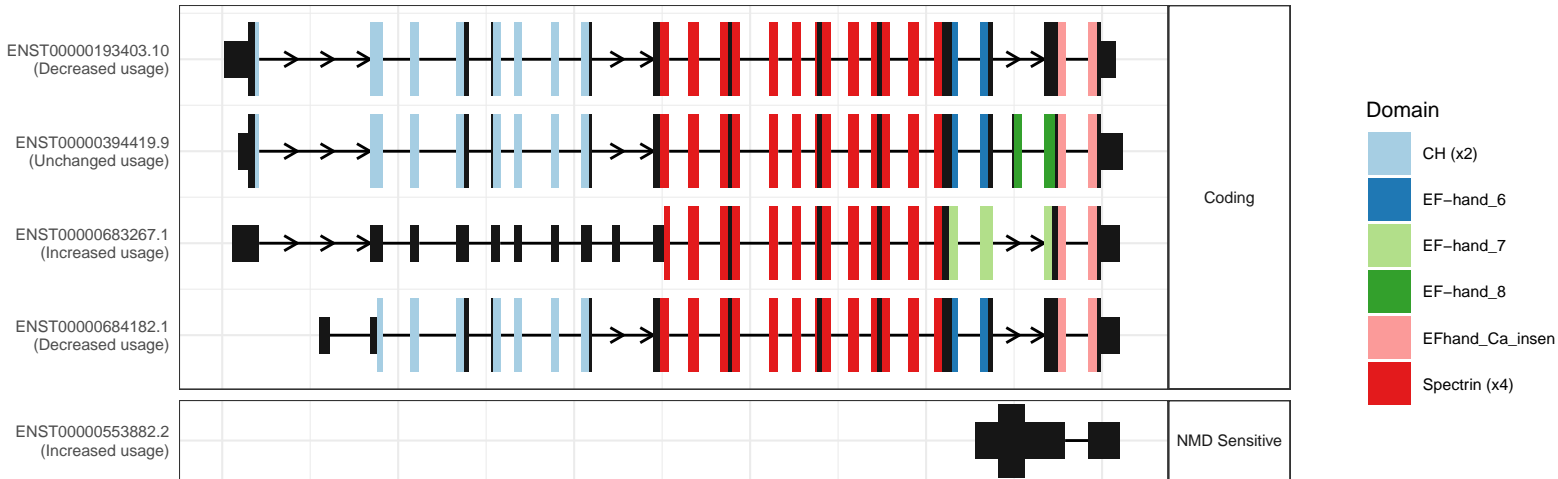 ENST00000193403.10
(Decreased usage)
ENST00000394419.9
(Unchanged usage)
ENST00000683267.1
(Increased usage)
ENST00000684182.1
(Decreased usage)
Coding
ENST00000553882.2
(Increased usage)
NMD Sensitive
Domain
CH (x2)
EF−hand_6
EF−hand_7
EF−hand_8
EFhand_Ca_insen
Spectrin (x4)